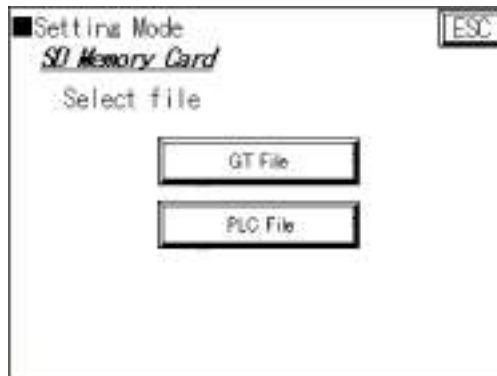 ■Setting Mode
ESC
SD Memory Card
Select file
GT File
PLC File